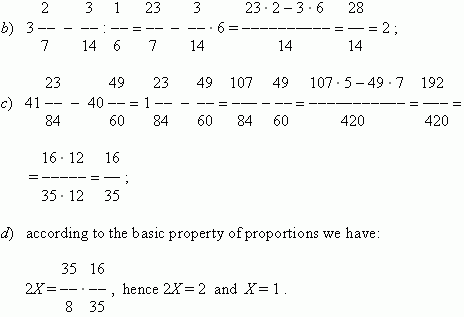 b) 3 2/7 − 3/14 : 1/6 = 23/7 − 3/14 · 6 = (23 · 2 − 3 · 6)/14 = 28/14 = 2 ;
c) 41 23/84 − 40 49/60 = 1 23/84 − 49/60 = 107/84 − 49/60 = (107 · 5 − 49 · 7)/420 = 192/420 =
= (16 · 12)/(35 · 12) = 16/35 ;
d) according to the basic property of proportions we have:
2X = 35/8 · 16/35 , hence 2X = 2 and X = 1 .